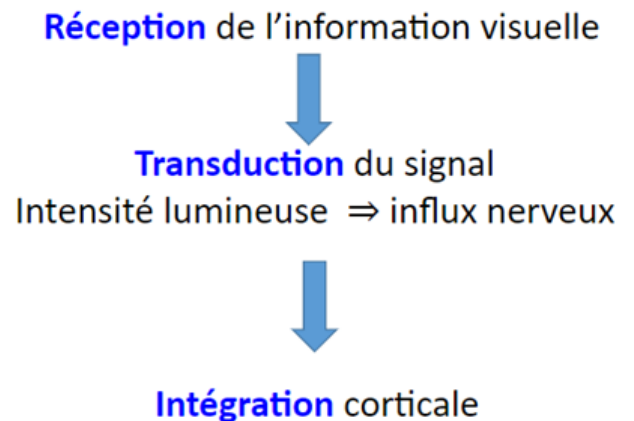 Réception de l’information visuelle
Transduction du signal
Intensité lumineuse ⇒ influx nerveux
Intégration corticale